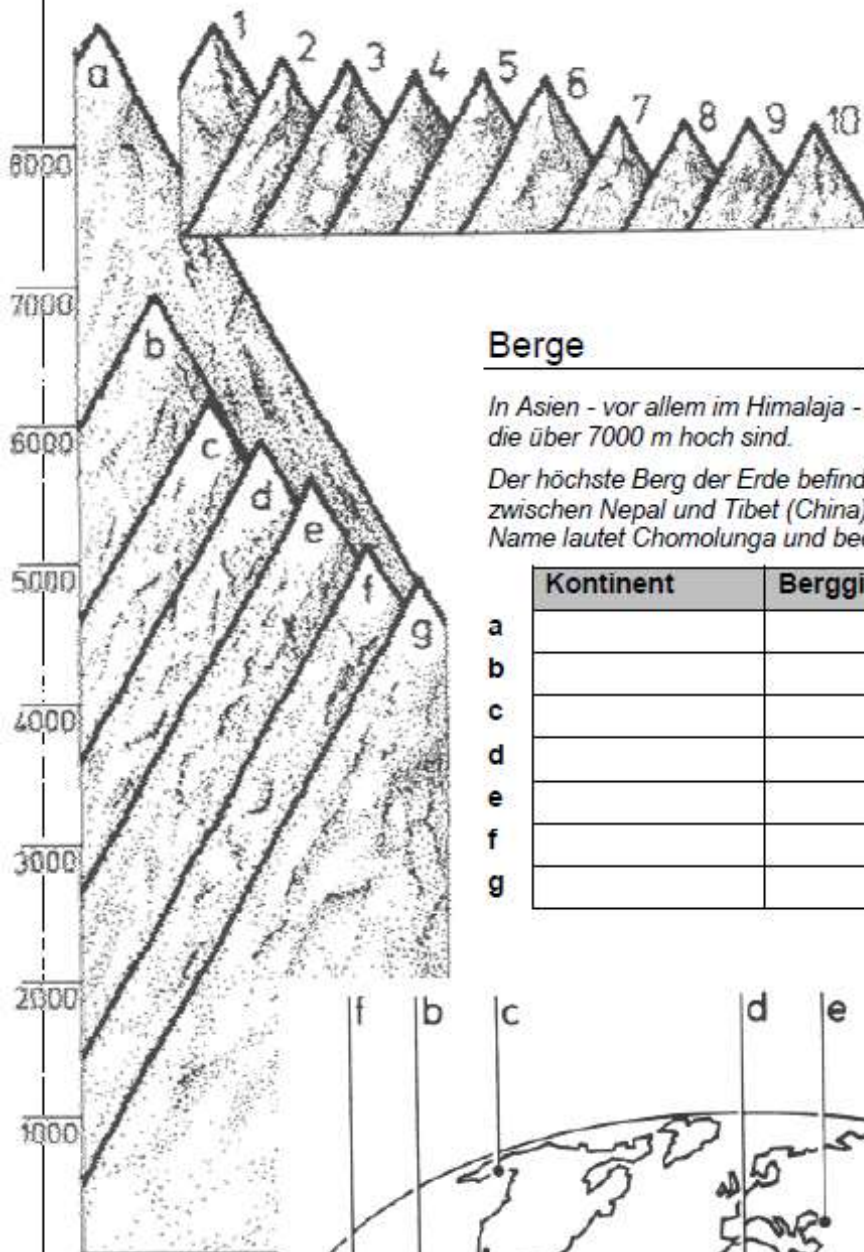 a 1 2 3 4 5 6 7 8 9 10
8000
7000
b
6000
c
d
e
5000
f
g
4000
3000
2000
1000
Berge
In Asien - vor allem im Himalaja -
die über 7000 m hoch sind.
Der höchste Berg der Erde befind
zwischen Nepal und Tibet (China)
Name lautet Chomolunga und
Kontinent Berggi
a
b
c
d
e
f
g
f b c d e